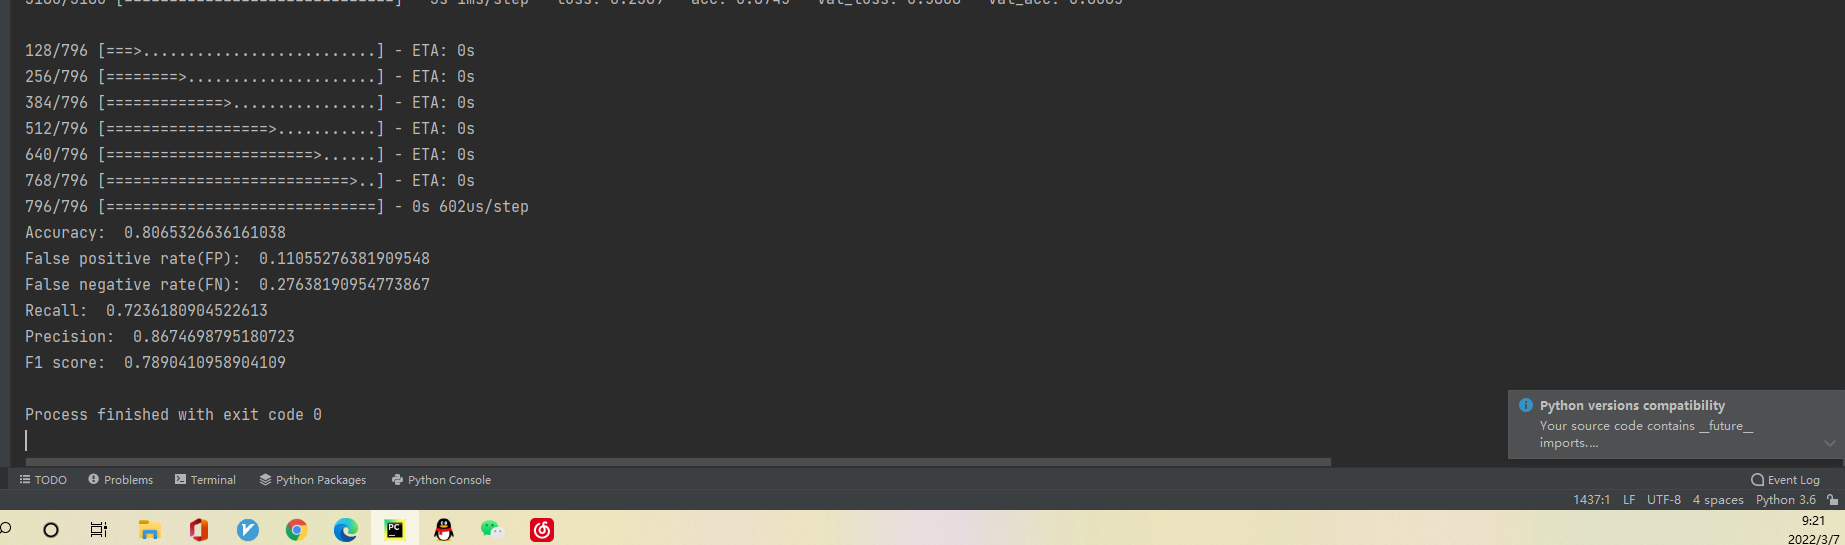 128/796 [===>..........................] - ETA: 0s
256/796 [========>.....................] - ETA: 0s
384/796 [=============>................] - ETA: 0s
512/796 [==================>...........] - ETA: 0s
640/796 [=======================>......] - ETA: 0s
768/796 [===========================>..] - ETA: 0s
796/796 [==============================] - 0s 602us/step
Accuracy:  0.8065326636161038
False positive rate(FP):  0.11055276381909548
False negative rate(FN):  0.27638190954773867
Recall:  0.7236180904522613
Precision:  0.8674698795180723
F1 score:  0.7890410958904109
Process finished with exit code 0
Python versions compatibility
Your source code contains __future__
imports....
TODO Problems Terminal Python Packages Python Console Event Log
1437:1 LF UTF-8 4 spaces Python 3.6
PC
9:21
2022/3/7